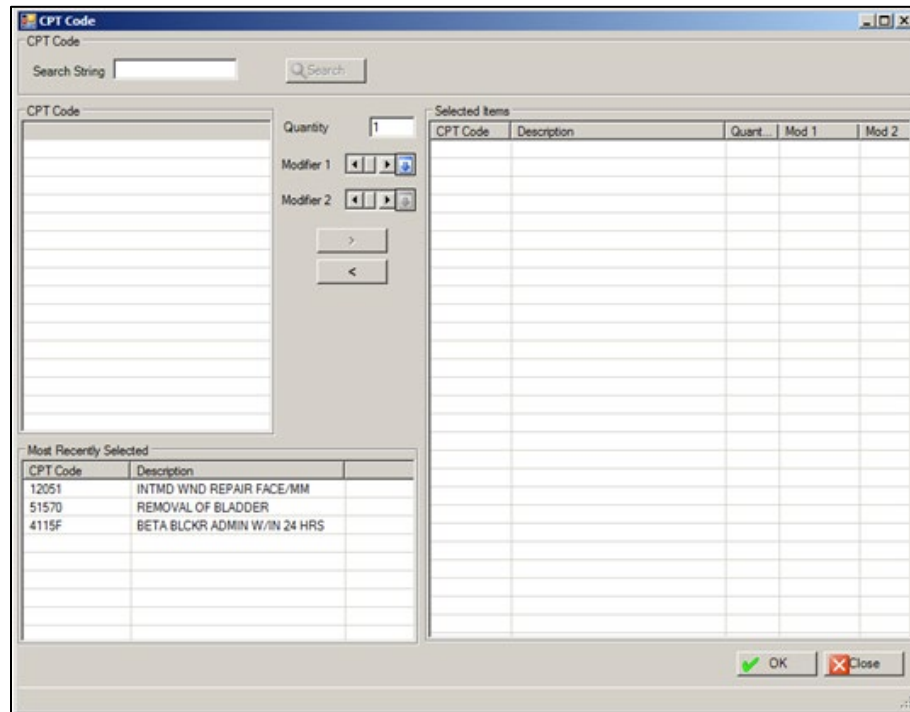 CPT Code
CPT Code
Search String
Search
CPT Code
Quantity 1
Modifier 1
Modifier 2
>
<
Selected Items
CPT Code Description Quant... Mod 1 Mod 2
Most Recently Selected
CPT Code Description
12051 INTMD WND REPAIR FACE/MM
51570 REMOVAL OF BLADDER
4115F BETA BLCKR ADMIN W/IN 24 HRS
OK Close